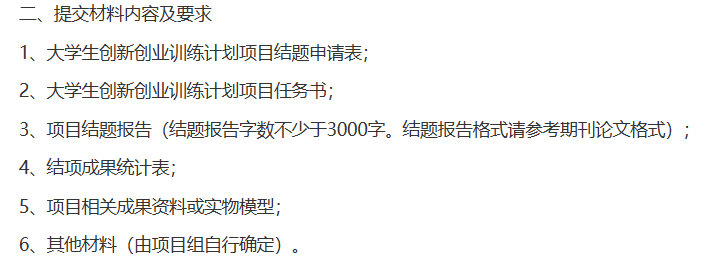 二、提交材料内容及要求
1、大学生创新创业训练计划项目结题申请表；
2、大学生创新创业训练计划项目任务书；
3、项目结题报告（结题报告字数不少于3000字。结题报告格式请参考期刊论文格式）；
4、结项成果统计表；
5、项目相关成果资料或实物模型；
6、其他材料（由项目组自行确定）。